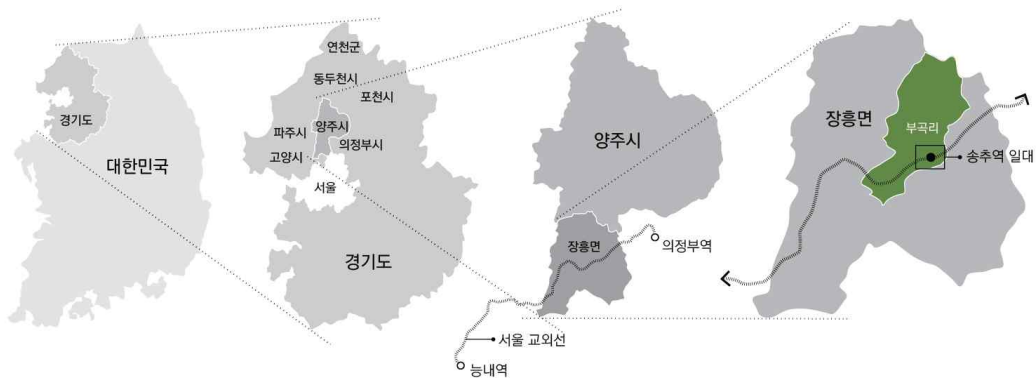 경기도
대한민국
연천군
동두천시
포천시
파주시
양주시
고양시
의정부시
서울
경기도
양주시
장흥면
의정부역
서울 교외선
능내역
장흥면
부곡리
송추역 일대